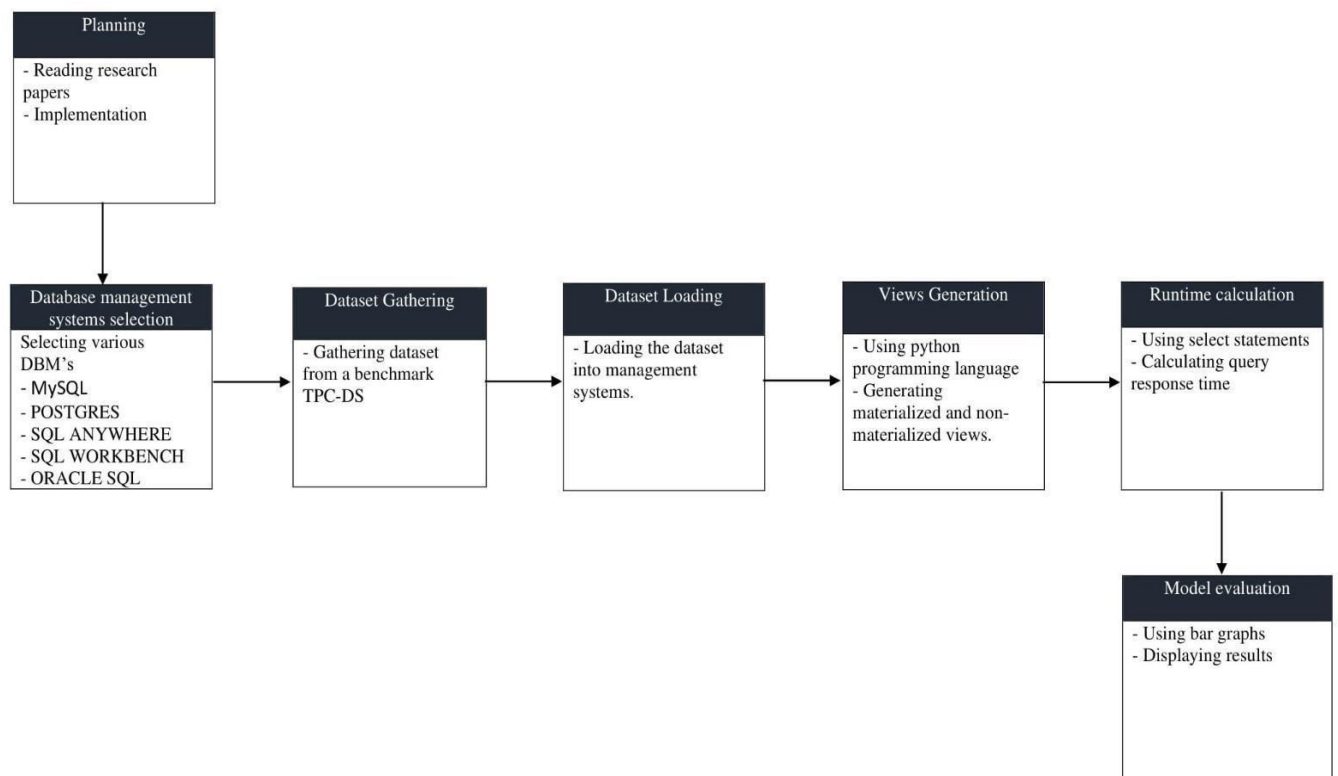 Planning
- Reading research
papers
- Implementation
Database management
systems selection
Selecting various
DBM's
- MySQL
- POSTGRES
- SQL ANYWHERE
- SQL WORKBENCH
- ORACLE SQL
Dataset Gathering
- Gathering dataset
from a benchmark
TPC-DS
Dataset Loading
- Loading the dataset
into management
systems.
Views Generation
- Using python
programming language
- Generating
materialized and non-
materialized views.
Runtime calculation
- Using select statements
- Calculating query
response time
Model evaluation
- Using bar graphs
- Displaying results